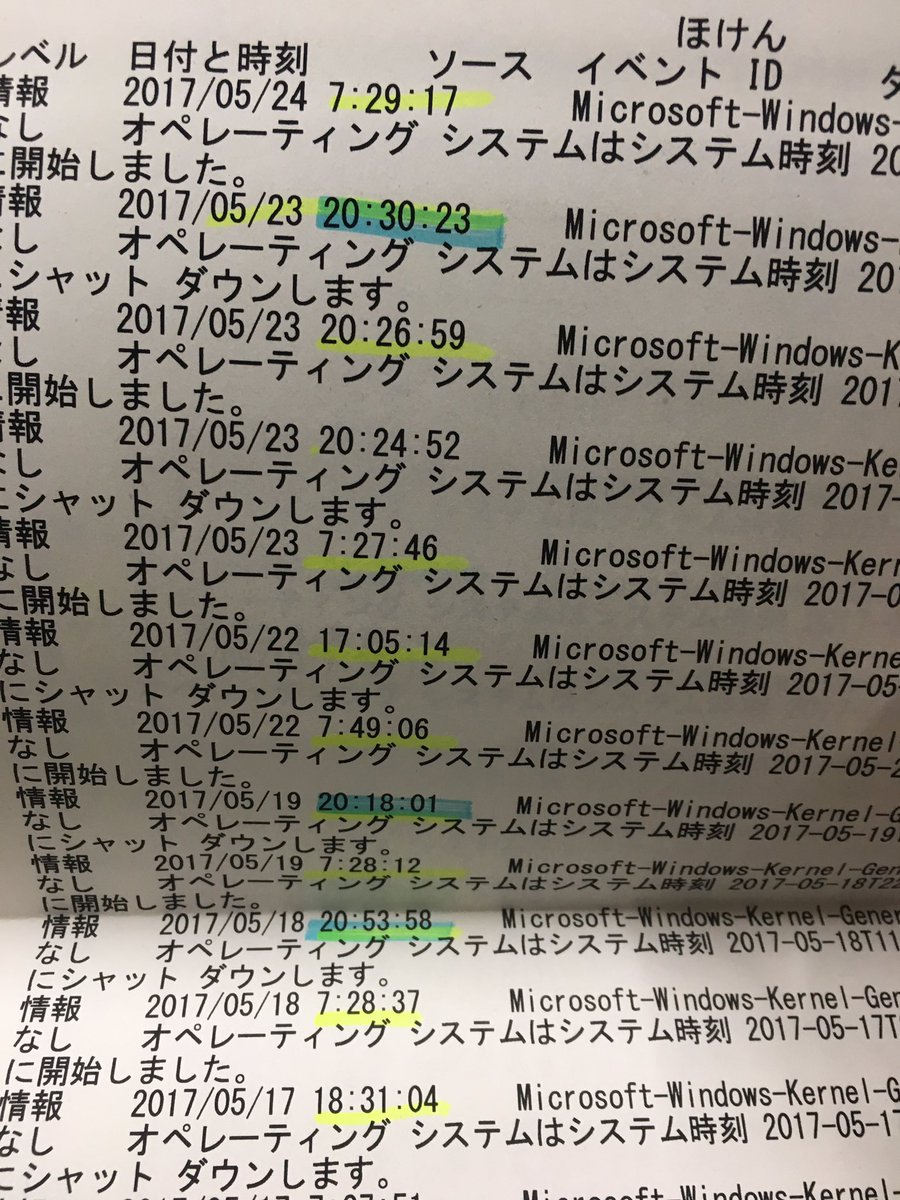 ほけん
レベル 日付と時刻 ソース イベント ID
情報 2017/05/24 7:29:17 Microsoft-Windows-
なし オペレーティング システムはシステム時刻 20
に開始しました。
情報 2017/05/23 20:30:23 Microsoft-Windows-
なし オペレーティング システムはシステム時刻 201
にシャット ダウンします。
情報 2017/05/23 20:26:59 Microsoft-Windows-K
なし オペレーティング システムはシステム時刻 2017
に開始しました。
情報 2017/05/23 20:24:52 Microsoft-Windows-Ke
なし オペレーティング システムはシステム時刻 2017-
にシャット ダウンします。
情報 2017/05/23 7:27:46 Microsoft-Windows-Kern
なし オペレーティング システムはシステム時刻 2017-0
に開始しました。
情報 2017/05/22 17:05:14 Microsoft-Windows-Kerne
なし オペレーティング システムはシステム時刻 2017-05-
にシャット ダウンします。
情報 2017/05/22 7:49:06 Microsoft-Windows-Kernel
なし オペレーティング システムはシステム時刻 2017-05-2
に開始しました。
情報 2017/05/19 20:18:01 Microsoft-Windows-Kernel-G
なし オペレーティング システムはシステム時刻 2017-05-19T
にシャット ダウンします。
情報 2017/05/19 7:28:12 Microsoft-Windows-Kernel-Gen
なし オペレーティング システムはシステム時刻 2017-05-18T22
に開始しました。
情報 2017/05/18 20:53:58 Microsoft-Windows-Kernel-Gener
なし オペレーティング システムはシステム時刻 2017-05-18T11
にシャット ダウンします。
情報 2017/05/18 7:28:37 Microsoft-Windows-Kernel-Gen
なし オペレーティング システムはシステム時刻 2017-05-17T
に開始しました。
情報 2017/05/17 18:31:04 Microsoft-Windows-Kernel-G
なし オペレーティング システムはシステム時刻 2017-05-17
にシャット ダウンします。